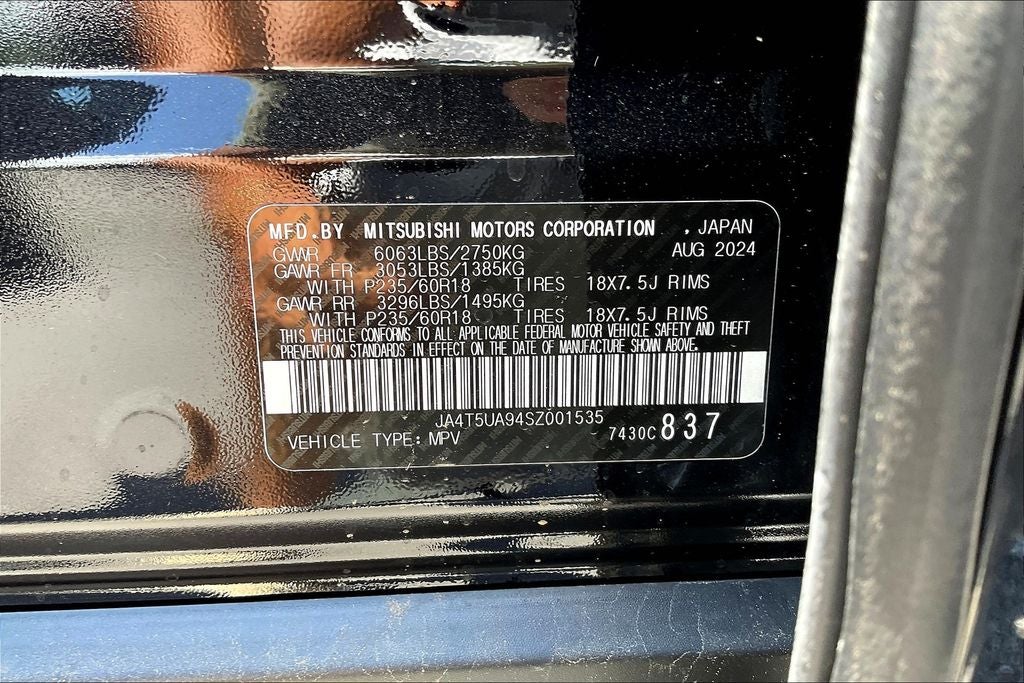 MFD.BY MITSUBISHI MOTORS CORPORATION . JAPAN
GVWR 6063LBS/2750KG AUG 2024
GAWR FR 3053LBS/1385KG
WITH P235/60R18 TIRES 18X7.5J RIMS
GAWR RR 3296LBS/1495KG
WITH P235/60R18 TIRES 18X7.5J RIMS
THIS VEHICLE CONFORMS TO ALL APPLICABLE FEDERAL MOTOR VEHICLE SAFETY AND THEFT
PREVENTION STANDARDS IN EFFECT ON THE DATE OF MANUFACTURE SHOWN ABOVE.
JA4T5UA94SZ001535
VEHICLE TYPE: MPV 7430C 837